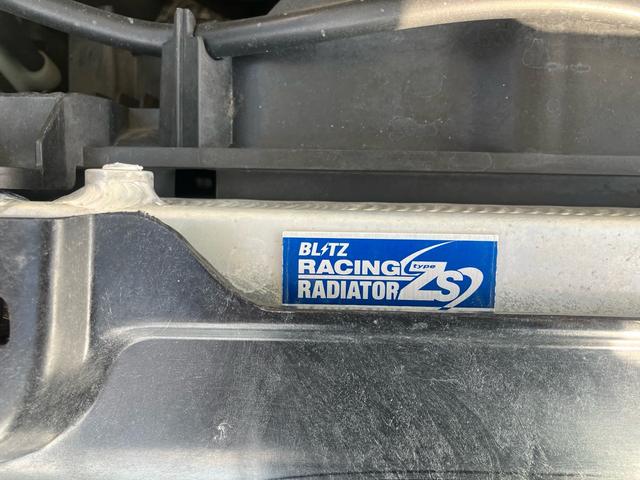 BLITZ
RACING
RADIATOR
type
ZS